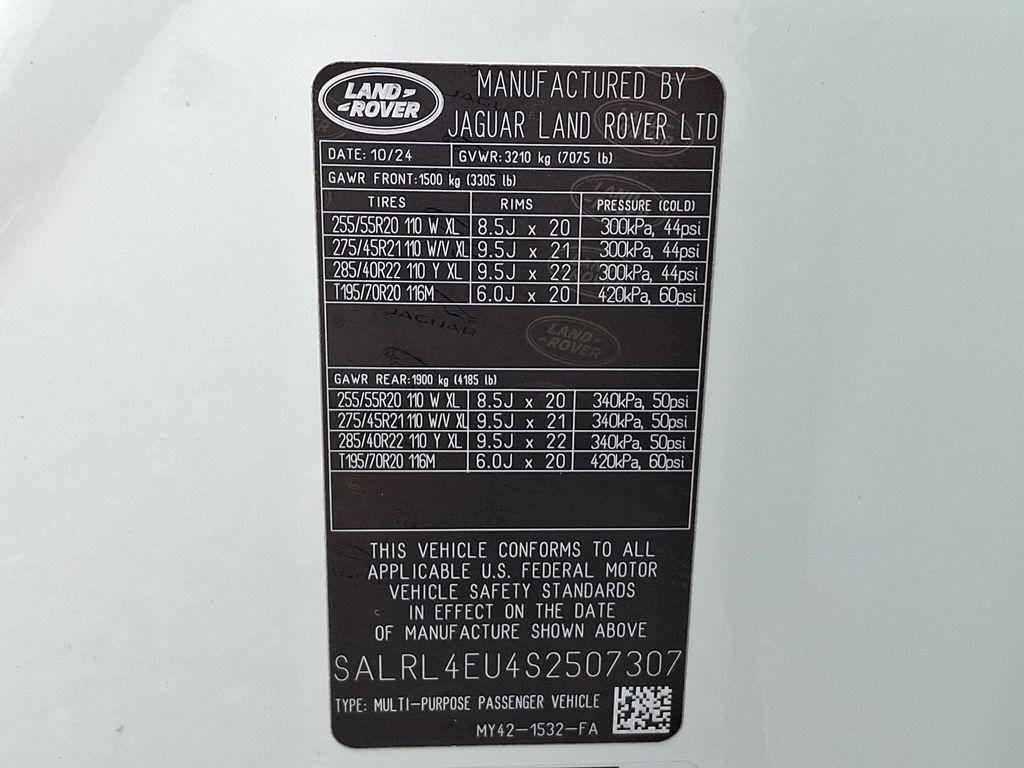 LAND ROVER
MANUFACTURED BY
JAGUAR LAND ROVER LTD
DATE: 10/24 GVWR: 3210 kg (7075 lb)
GAWR FRONT: 1500 kg (3305 lb)
TIRES RIMS PRESSURE (COLD)
255/55R20 110 W XL 8.5J x 20 300kPa, 44psi
275/45R21 110 W/V XL 9.5J x 21 300kPa, 44psi
285/40R22 110 Y XL 9.5J x 22 300kPa, 44psi
T195/70R20 116M 6.0J x 20 420kPa, 60psi
JAGUAR
LAND ROVER
GAWR REAR: 1900 kg (4185 lb)
255/55R20 110 W XL 8.5J x 20 340kPa, 50psi
275/45R21 110 W/V XL 9.5J x 21 340kPa, 50psi
285/40R22 110 Y XL 9.5J x 22 340kPa, 50psi
T195/70R20 116M 6.0J x 20 420kPa, 60psi
THIS VEHICLE CONFORMS TO ALL
APPLICABLE U.S. FEDERAL MOTOR
VEHICLE SAFETY STANDARDS
IN EFFECT ON THE DATE
OF MANUFACTURE SHOWN ABOVE
SALRL4EU4S2507307
TYPE: MULTI-PURPOSE PASSENGER VEHICLE
MY42-1532-FA